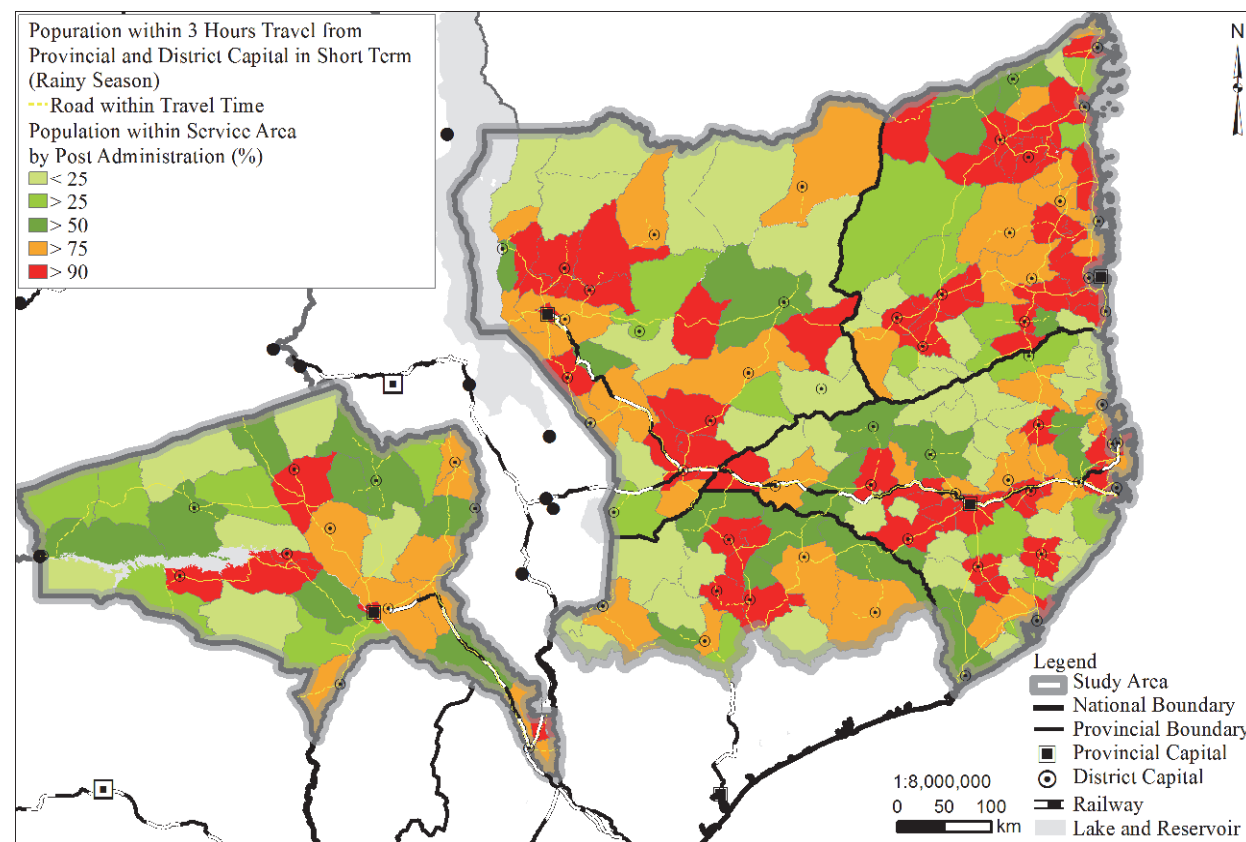 Popuration within 3 Hours Travel from
Provincial and District Capital in Short Term
(Rainy Season)
Road within Travel Time
Population within Service Area
by Post Administration (%)
< 25
> 25
> 50
> 75
> 90
N
Legend
Study Area
National Boundary
Provincial Boundary
Provincial Capital
District Capital
Railway
Lake and Reservoir
1:8,000,000
0 50 100
km